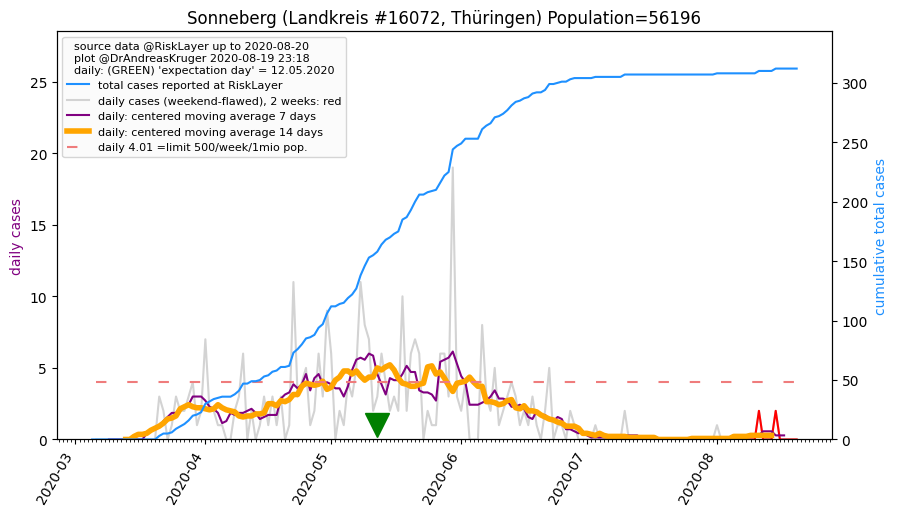 Sonneberg (Landkreis #16072, Thüringen) Population=56196
source data @RiskLayer up to 2020-08-20
plot @DrAndreasKruger 2020-08-19 23:18
daily: (GREEN) 'expectation day' = 12.05.2020
total cases reported at RiskLayer
daily cases (weekend-flawed), 2 weeks: red
daily: centered moving average 7 days
daily: centered moving average 14 days
daily 4.01 =limit 500/week/1mio pop.
daily cases
25
20
15
10
5
0
cumulative total cases
300
250
200
150
100
50
0
2020-03
2020-04
2020-05
2020-06
2020-07
2020-08